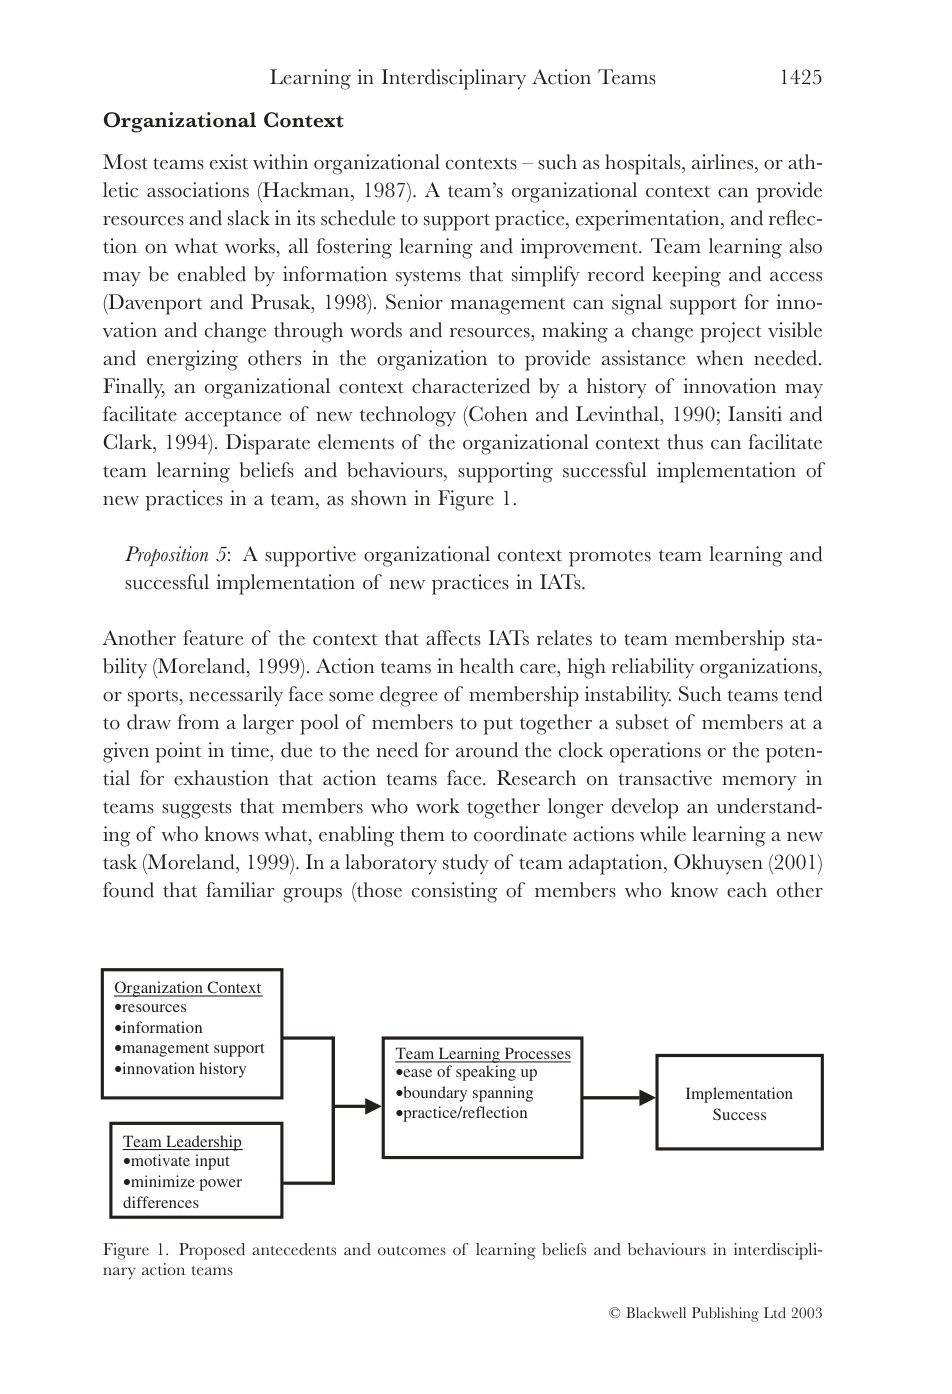 Learning in Interdisciplinary Action Teams 1425
Organizational Context
Most teams exist within organizational contexts – such as hospitals, airlines, or ath-
letic associations (Hackman, 1987). A team's organizational context can provide
resources and slack in its schedule to support practice, experimentation, and reflec-
tion on what works, all fostering learning and improvement. Team learning also
may be enabled by information systems that simplify record keeping and access
(Davenport and Prusak, 1998). Senior management can signal support for inno-
vation and change through words and resources, making a change project visible
and energizing others in the organization to provide assistance when needed.
Finally, an organizational context characterized by a history of innovation may
facilitate acceptance of new technology (Cohen and Levinthal, 1990; Iansiti and
Clark, 1994). Disparate elements of the organizational context thus can facilitate
team learning beliefs and behaviours, supporting successful implementation of
new practices in a team, as shown in Figure 1.
Proposition 5: A supportive organizational context promotes team learning and
successful implementation of new practices in IATs.
Another feature of the context that affects IATs relates to team membership sta-
bility (Moreland, 1999). Action teams in health care, high reliability organizations,
or sports, necessarily face some degree of membership instability. Such teams tend
to draw from a larger pool of members to put together a subset of members at a
given point in time, due to the need for around the clock operations or the poten-
tial for exhaustion that action teams face. Research on transactive memory in
teams suggests that members who work together longer develop an understand-
ing of who knows what, enabling them to coordinate actions while learning a new
task (Moreland, 1999). In a laboratory study of team adaptation, Okhuysen (2001)
found that familiar groups (those consisting of members who know each other
Organization Context
•resources
•information
•management support
•innovation history
Team Leadership
•motivate input
•minimize power
differences
Team Learning Processes
•ease of speaking up
•boundary spanning
•practice/reflection
Implementation
Success
Figure 1. Proposed antecedents and outcomes of learning beliefs and behaviours in interdiscipli-
nary action teams
© Blackwell Publishing Ltd 2003